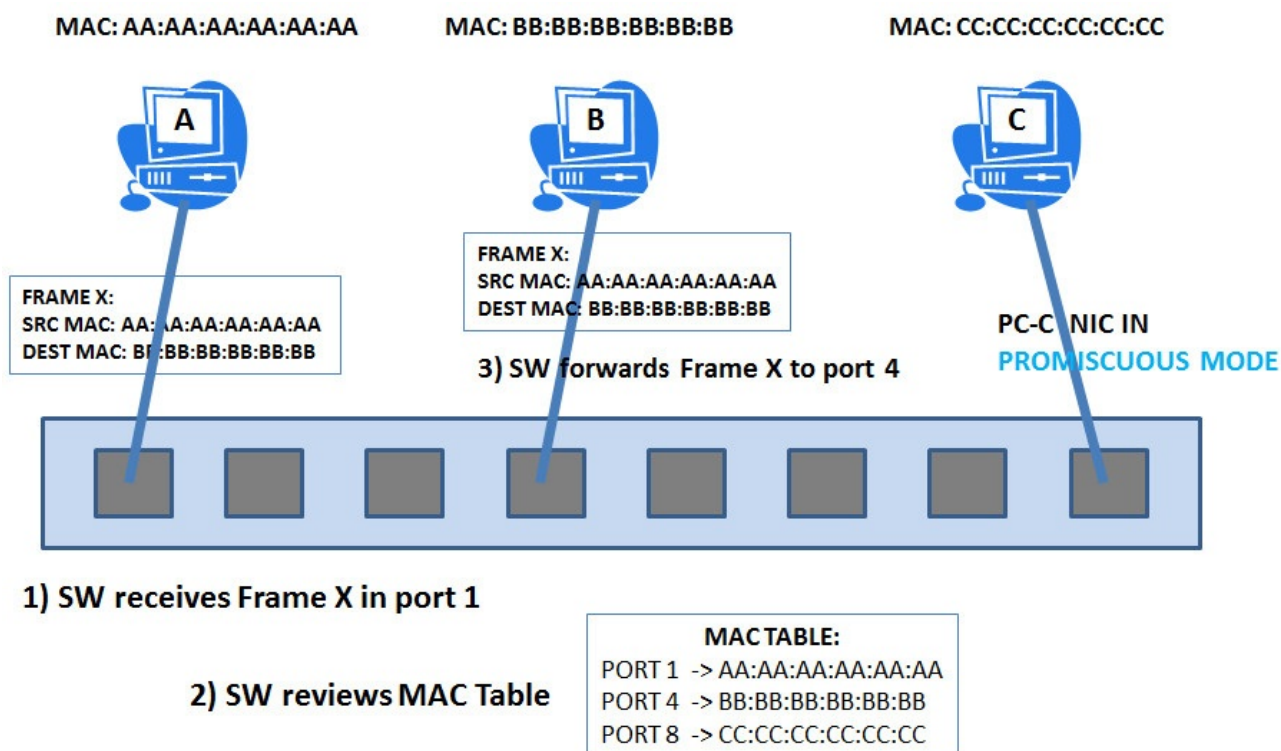 MAC: AA:AA:AA:AA:AA:AA
MAC: BB:BB:BB:BB:BB:BB
MAC: CC:CC:CC:CC:CC:CC
A
B
C
FRAME X:
SRC MAC: AA:AA:AA:AA:AA:AA
DEST MAC: BB:BB:BB:BB:BB:BB
FRAME X:
SRC MAC: AA:AA:AA:AA:AA:AA
DEST MAC: BB:BB:BB:BB:BB:BB
PC-C NIC IN
PROMISCUOUS MODE
3) SW forwards Frame X to port 4
1) SW receives Frame X in port 1
2) SW reviews MAC Table
MAC TABLE:
PORT 1 -> AA:AA:AA:AA:AA:AA
PORT 4 -> BB:BB:BB:BB:BB:BB
PORT 8 -> CC:CC:CC:CC:CC:CC